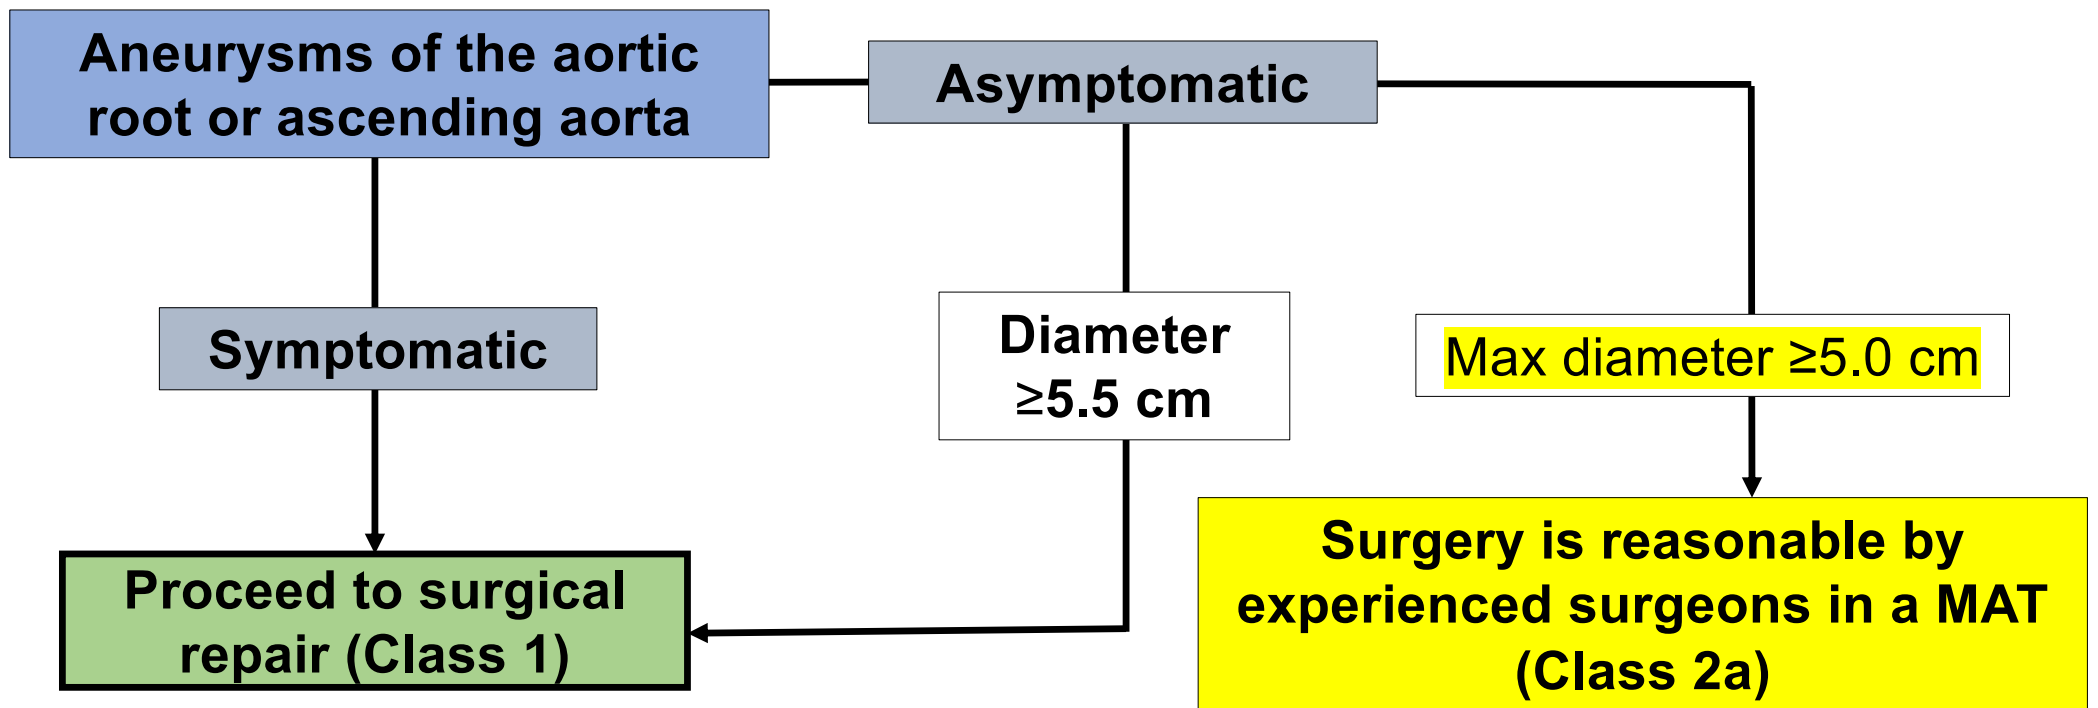 Aneurysms of the aortic
root or ascending aorta
Asymptomatic
Symptomatic
Diameter
≥5.5 cm
Max diameter ≥5.0 cm
Proceed to surgical
repair (Class 1)
Surgery is reasonable by
experienced surgeons in a MAT
(Class 2a)